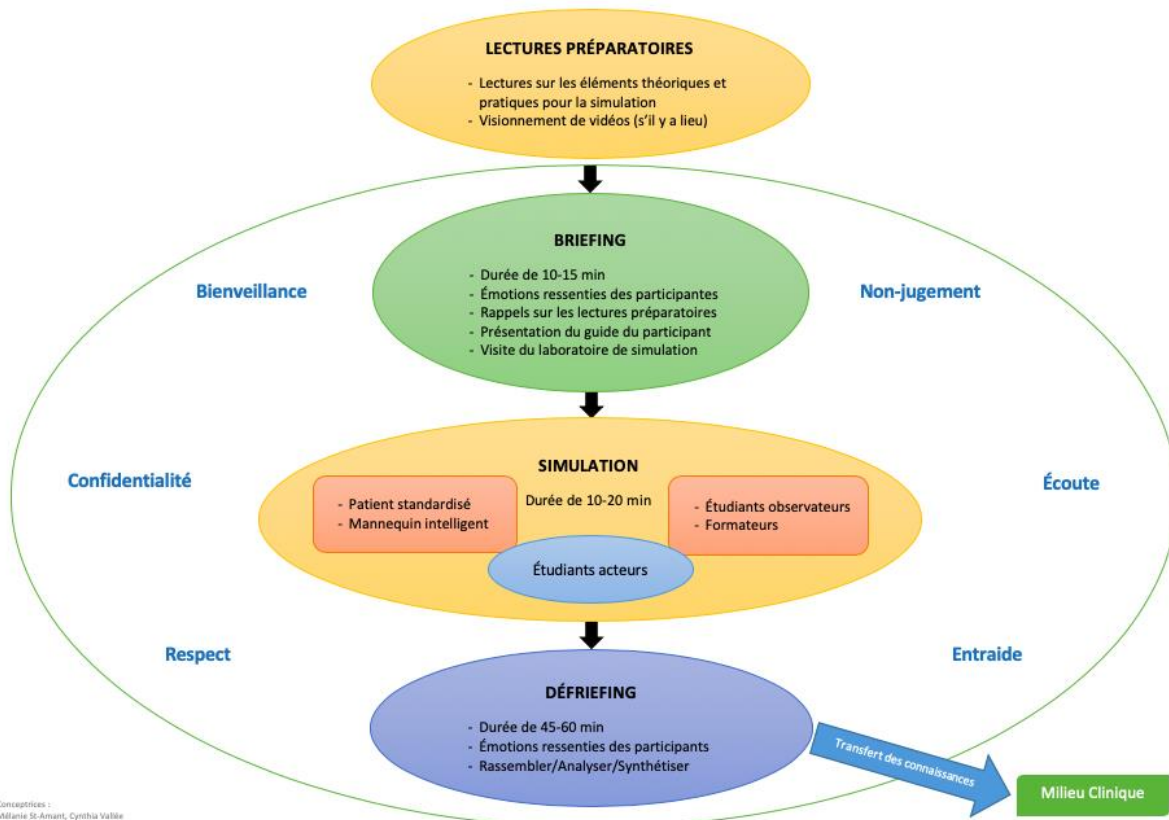 LECTURES PRÉPARATOIRES
- Lectures sur les éléments théoriques et
pratiques pour la simulation
- Visionnement de vidéos (s'il y a lieu)
BRIEFING
- Durée de 10-15 min
- Émotions ressenties des participantes
- Rappels sur les lectures préparatoires
- Présentation du guide du participant
- Visite du laboratoire de simulation
Bienveillance
Non-jugement
SIMULATION
Durée de 10-20 min
- Patient standardisé
- Mannequin intelligent
- Étudiants observateurs
- Formateurs
Étudiants acteurs
Confidentialité
Écoute
Respect
Entraide
DÉFRIEFING
- Durée de 45-60 min
- Émotions ressenties des participants
- Rassembler/Analyser/Synthétiser
Transfert des connaissances
Milieu Clinique
Conceptrices :
Mélanie St-Amant, Cynthia Vallée